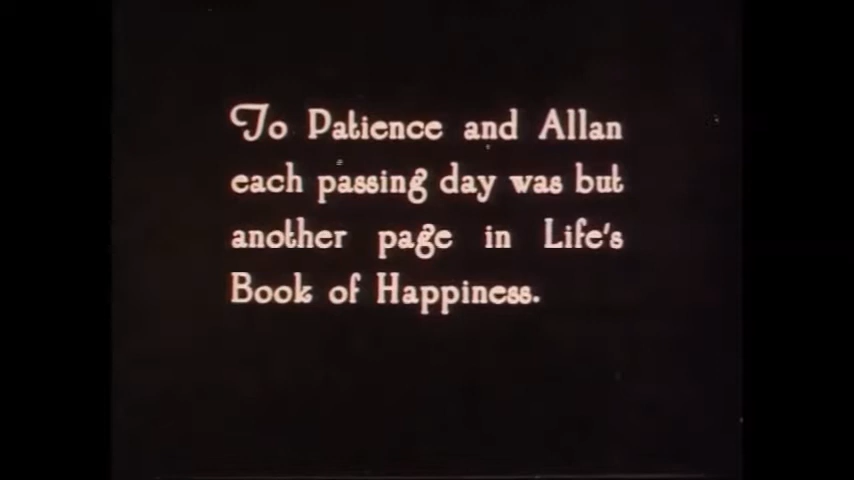 To Patience and Allan
each passing day was but
another page in Life's
Book of Happiness.